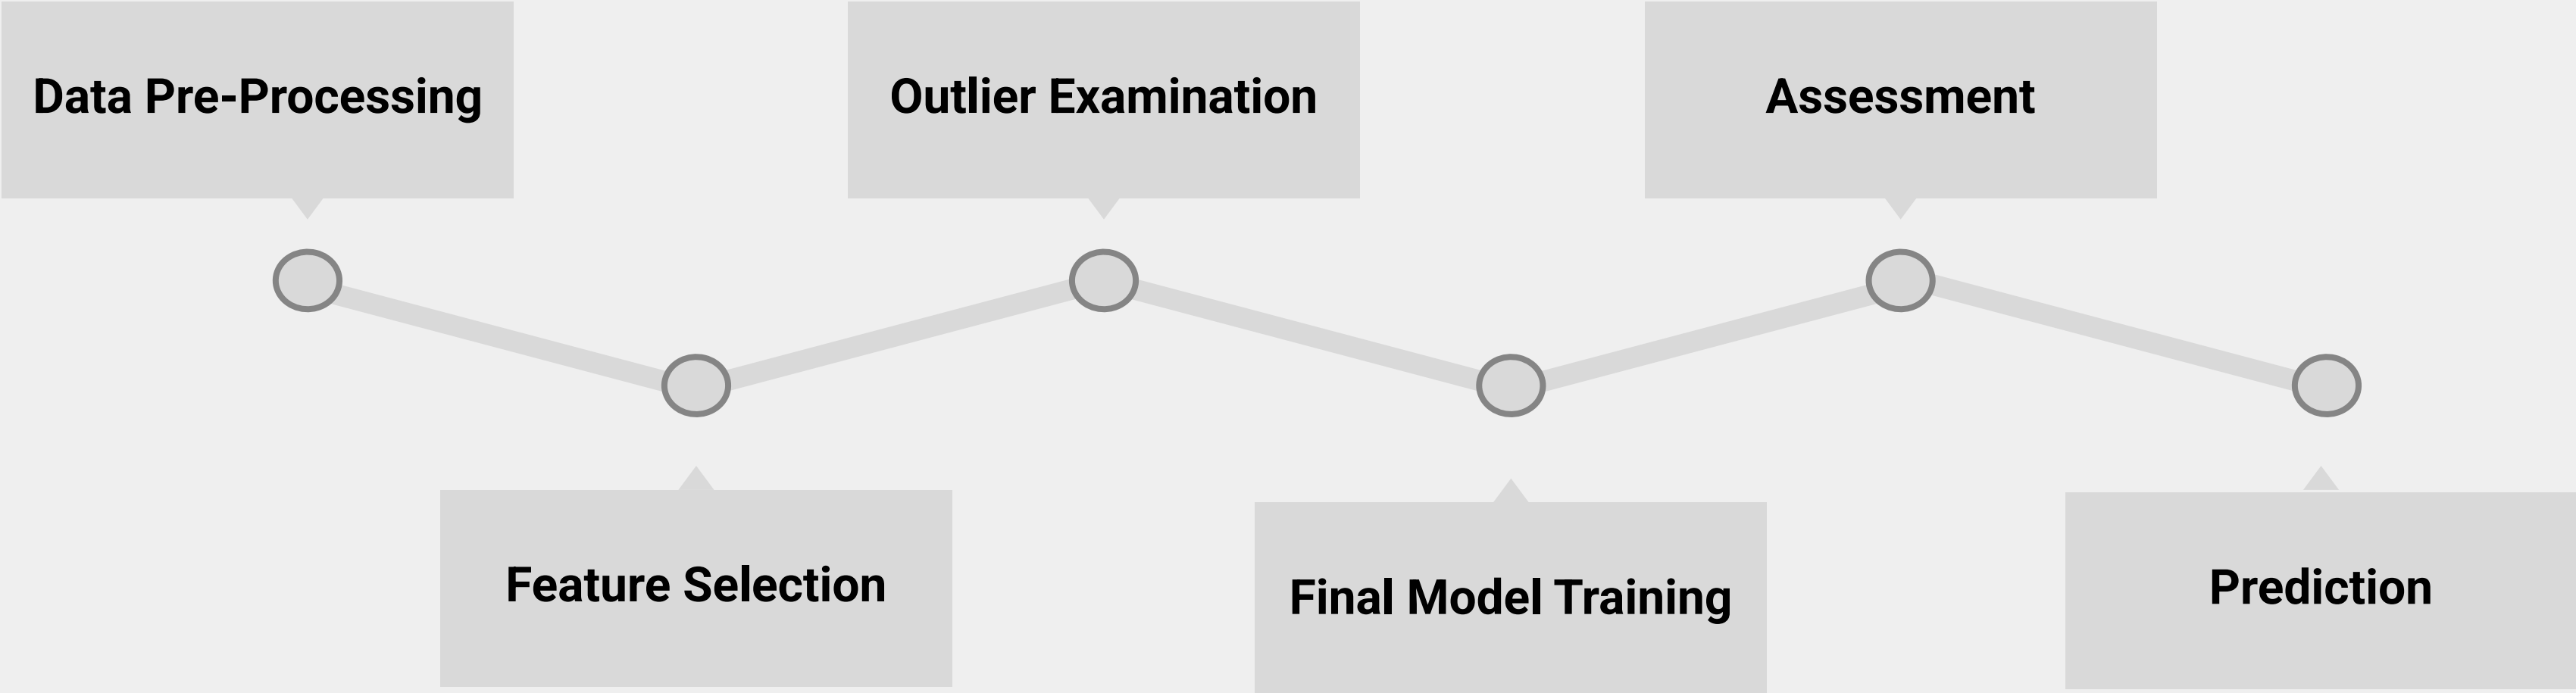 Data Pre-Processing
Feature Selection
Outlier Examination
Final Model Training
Assessment
Prediction